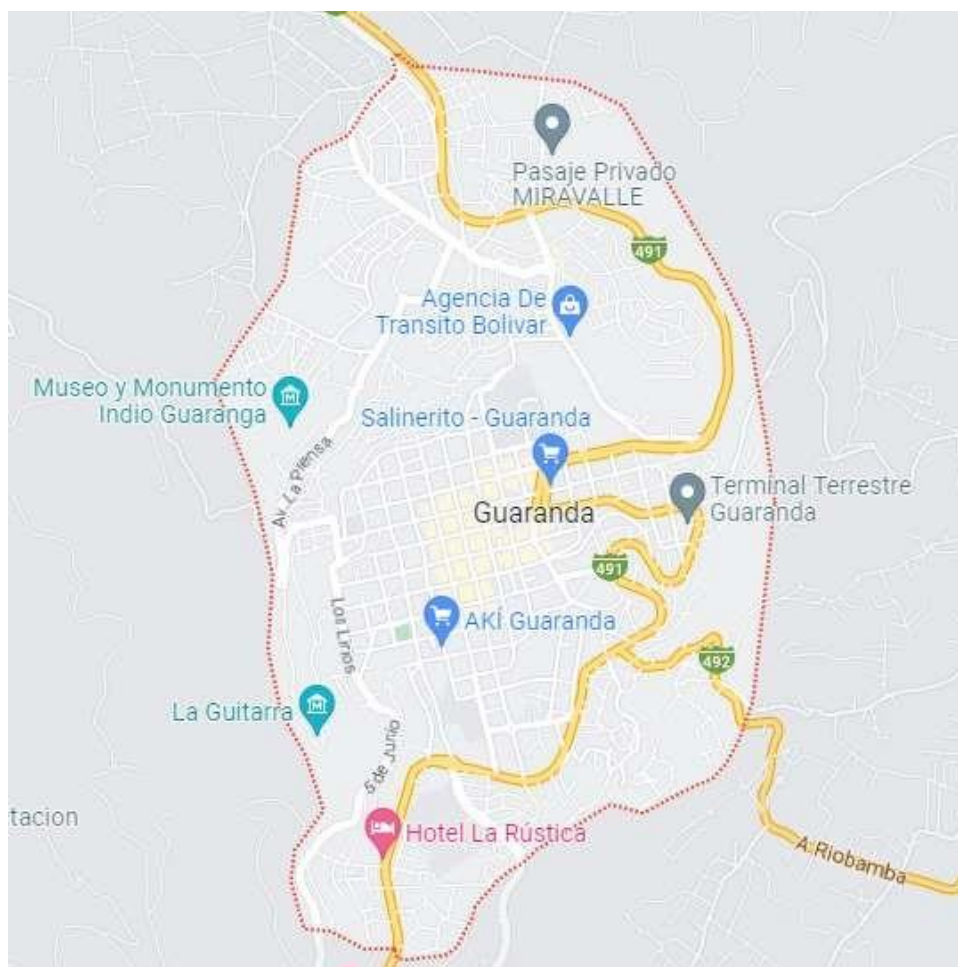 Pasaje Privado
MIRAVALLE
491
Agencia De
Transito Bolivar
Museo y Monumento
Indio Guaranga
Salinerito - Guaranda
Av. La Prensa
Terminal Terrestre
Guaranda
Guaranda
491
Los Lirios
AKÍ Guaranda
492
La Guitarra
5 de Junio
tacion
Hotel La Rústica
A Riobamba